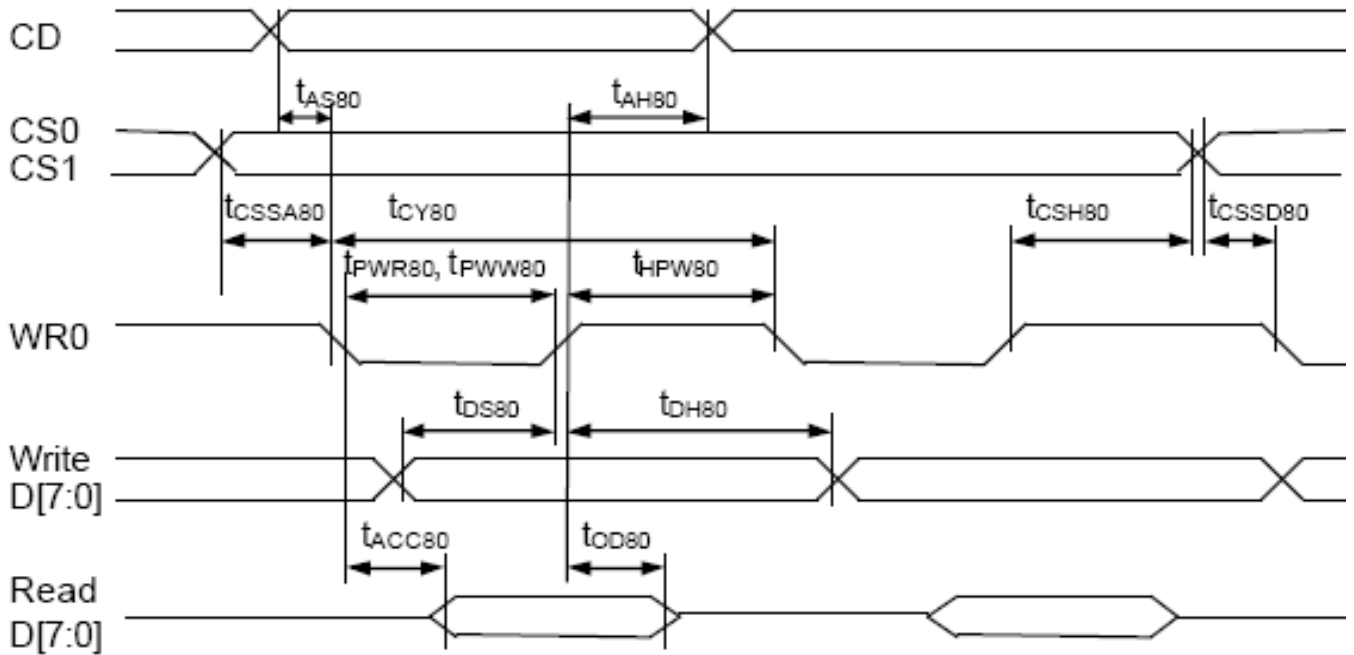 CD
tAS80 tAH80
CS0
CS1
tCSSA80 tCY80 tCSH80 tCSSD80
tPWR80, tPWW80 tHPW80
WR0
tDS80 tDH80
Write
D[7:0]
tACC80 tOD80
Read
D[7:0]